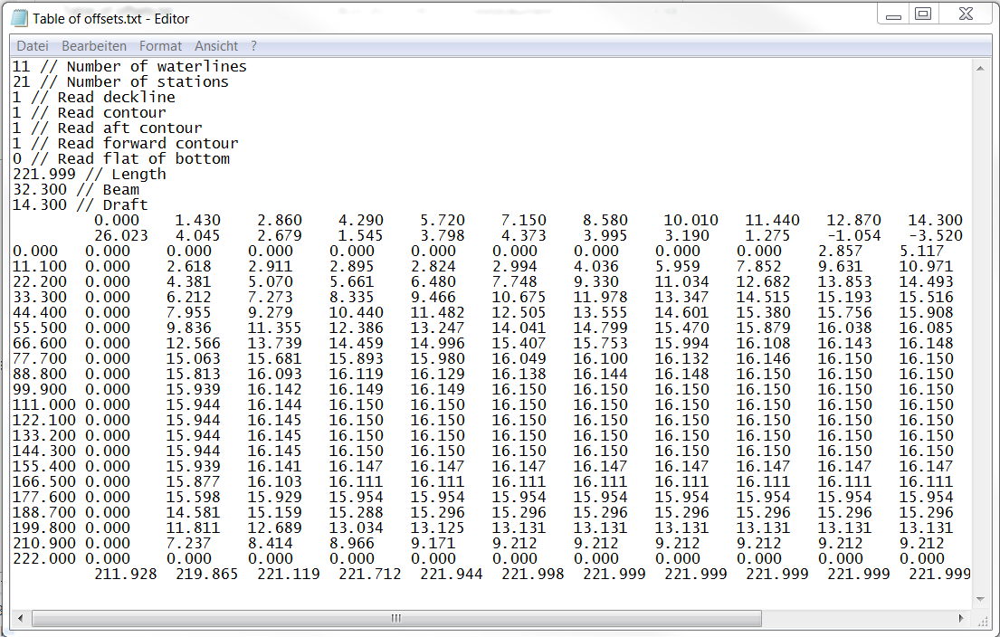 Table of offsets.txt - Editor
Datei Bearbeiten Format Ansicht ?
11 // Number of waterlines
21 // Number of stations
1 // Read deckline
1 // Read contour
1 // Read aft contour
1 // Read forward contour
0 // Read flat of bottom
221.999 // Length
32.300 // Beam
14.300 // Draft
0.000 1.430 2.860 4.290 5.720 7.150 8.580 10.010 11.440 12.870 14.300
26.023 4.045 2.679 1.545 3.798 4.373 3.995 3.190 1.275 -1.054 -3.520
0.000 0.000 0.000 0.000 0.000 0.000 0.000 0.000 0.000 0.000 2.857 5.117
11.100 0.000 2.618 2.911 2.895 2.824 2.994 4.036 5.959 7.852 9.631 10.971
22.200 0.000 4.381 5.070 5.661 6.480 7.748 9.330 11.034 12.682 13.853 14.493
33.300 0.000 6.212 7.273 8.335 9.466 10.675 11.978 13.347 14.515 15.193 15.516
44.400 0.000 7.955 9.279 10.440 11.482 12.505 13.555 14.601 15.380 15.756 15.908
55.500 0.000 9.836 11.355 12.386 13.247 14.041 14.799 15.470 15.879 16.038 16.085
66.600 0.000 12.566 13.739 14.459 14.996 15.407 15.753 15.994 16.108 16.143 16.148
77.700 0.000 15.063 15.681 15.893 15.980 16.049 16.100 16.132 16.146 16.150 16.150
88.800 0.000 15.813 16.093 16.119 16.129 16.138 16.144 16.148 16.150 16.150 16.150
99.900 0.000 15.939 16.142 16.149 16.149 16.150 16.150 16.150 16.150 16.150 16.150
111.000 0.000 15.944 16.144 16.150 16.150 16.150 16.150 16.150 16.150 16.150 16.150
122.100 0.000 15.944 16.145 16.150 16.150 16.150 16.150 16.150 16.150 16.150 16.150
133.200 0.000 15.944 16.145 16.150 16.150 16.150 16.150 16.150 16.150 16.150 16.150
144.300 0.000 15.944 16.145 16.150 16.150 16.150 16.150 16.150 16.150 16.150 16.150
155.400 0.000 15.939 16.141 16.147 16.147 16.147 16.147 16.147 16.147 16.147 16.147
166.500 0.000 15.877 16.103 16.111 16.111 16.111 16.111 16.111 16.111 16.111 16.111
177.600 0.000 15.598 15.929 15.954 15.954 15.954 15.954 15.954 15.954 15.954 15.954
188.700 0.000 14.581 15.159 15.288 15.296 15.296 15.296 15.296 15.296 15.296 15.296
199.800 0.000 11.811 12.689 13.034 13.125 13.131 13.131 13.131 13.131 13.131 13.131
210.900 0.000 7.237 8.414 8.966 9.171 9.212 9.212 9.212 9.212 9.212 9.212
222.000 0.000 0.000 0.000 0.000 0.000 0.000 0.000 0.000 0.000 0.000 0.000
211.928 219.865 221.119 221.712 221.944 221.998 221.999 221.999 221.999 221.999 221.999